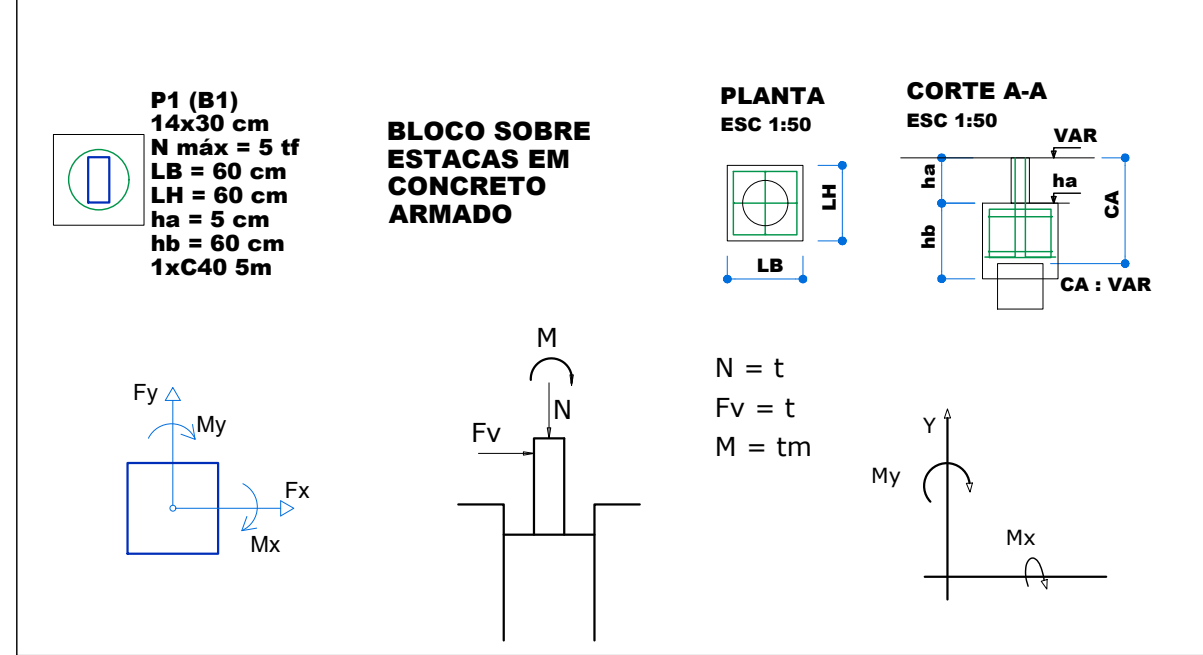 P1 (B1)
14x30 cm
N máx = 5 tf
LB = 60 cm
LH = 60 cm
ha = 5 cm
hb = 60 cm
1xC40 5m
BLOCO SOBRE
ESTACAS EM
CONCRETO
ARMADO
PLANTA
ESC 1:50
LH
LB
CORTE A-A
ESC 1:50
VAR
ha
ha
CA
hb
CA : VAR
Fy
My
Fx
Mx
M
N
Fv
N = t
Fv = t
M = tm
Y
My
Mx